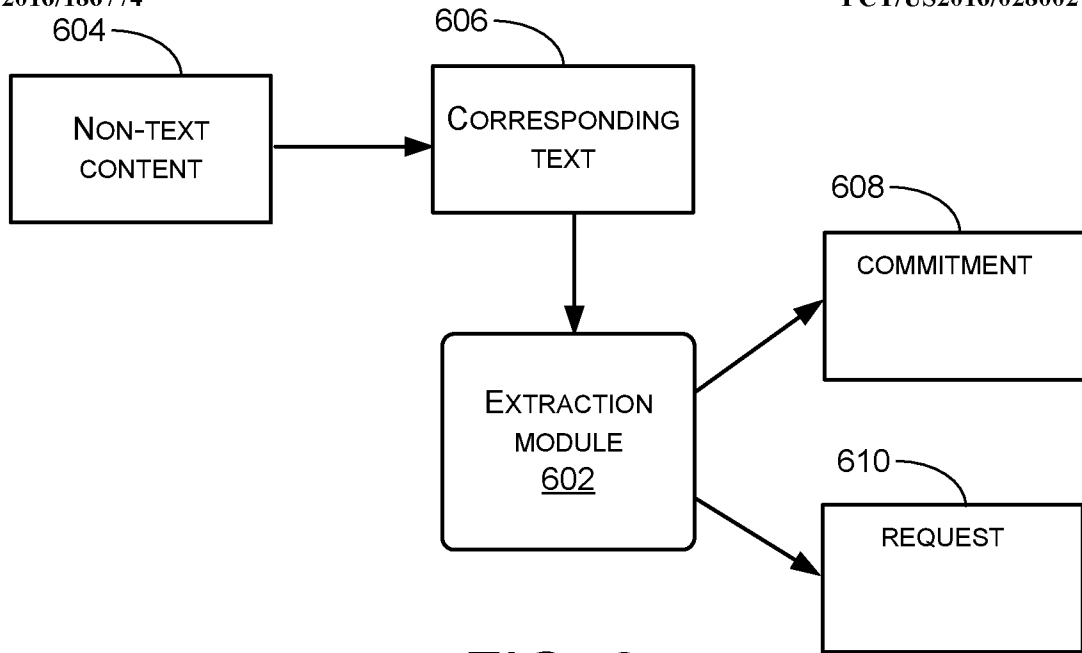 604
606
NON-TEXT
CONTENT
CORRESPONDING
TEXT
608
COMMITMENT
EXTRACTION
MODULE
602
610
REQUEST